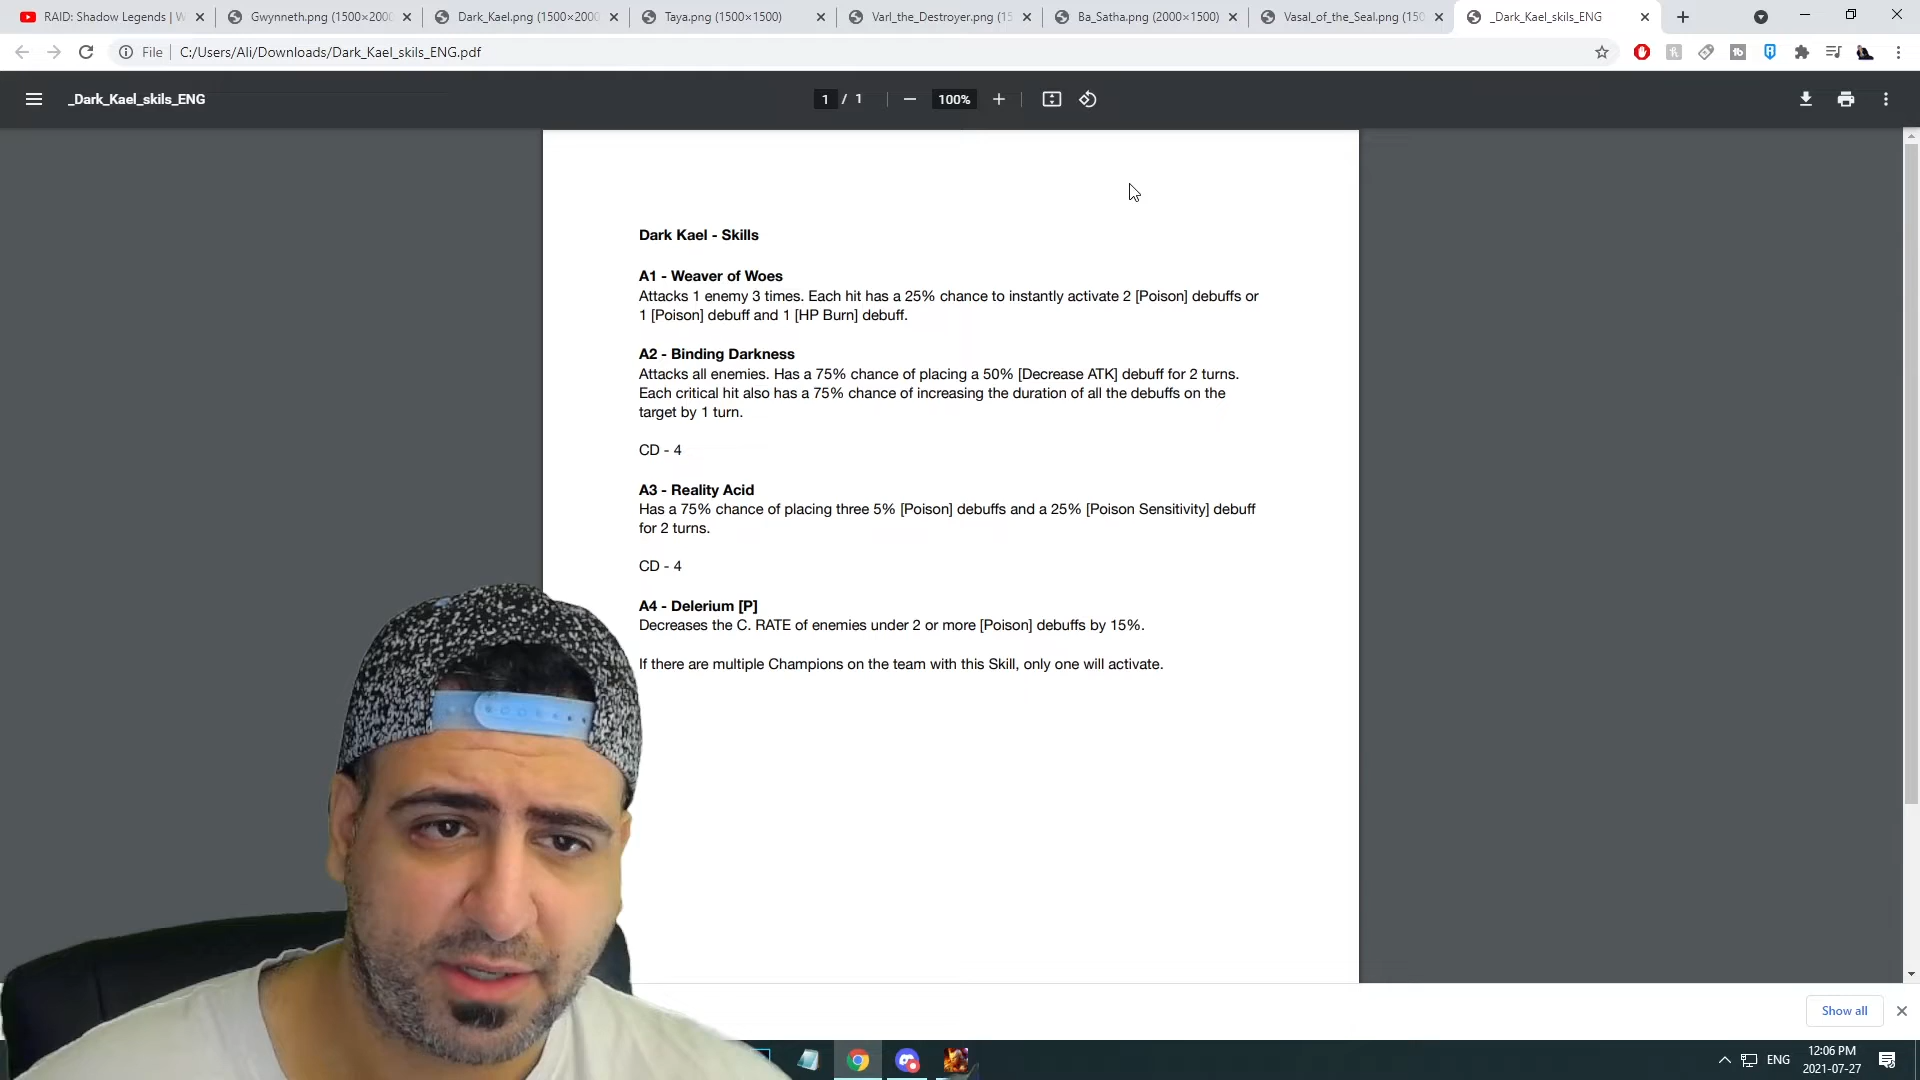 RAID: Shadow Legends | W
Gwynneth.png (1500×2000
Dark_Kael.png (1500×2000
Taya.png (1500×1500)
Varl_the_Destroyer.png (15
Ba_Satha.png (2000×1500)
Vasal_of_the_Seal.png (150
_Dark_Kael_skils_ENG
File | C:/Users/Ali/Downloads/Dark_Kael_skils_ENG.pdf
_Dark_Kael_skils_ENG
1 / 1
100%
Dark Kael - Skills
A1 - Weaver of Woes
Attacks 1 enemy 3 times. Each hit has a 25% chance to instantly activate 2 [Poison] debuffs or
1 [Poison] debuff and 1 [HP Burn] debuff.
A2 - Binding Darkness
Attacks all enemies. Has a 75% chance of placing a 50% [Decrease ATK] debuff for 2 turns.
Each critical hit also has a 75% chance of increasing the duration of all the debuffs on the
target by 1 turn.
CD - 4
A3 - Reality Acid
Has a 75% chance of placing three 5% [Poison] debuffs and a 25% [Poison Sensitivity] debuff
for 2 turns.
CD - 4
A4 - Delerium [P]
Decreases the C. RATE of enemies under 2 or more [Poison] debuffs by 15%.
If there are multiple Champions on the team with this Skill, only one will activate.
Show all
ENG
12:06 PM
2021-07-27